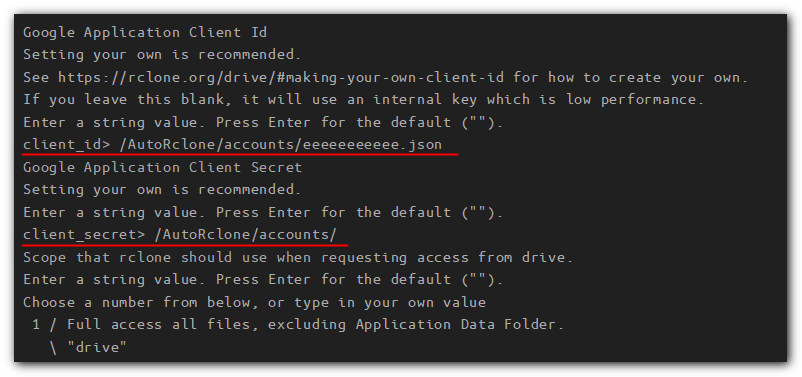 Google Application Client Id
Setting your own is recommended.
See https://rclone.org/drive/#making-your-own-client-id for how to create your own.
If you leave this blank, it will use an internal key which is low performance.
Enter a string value. Press Enter for the default ("").
client_id> /AutoRclone/accounts/eeeeeeeeeeee.json
Google Application Client Secret
Setting your own is recommended.
Enter a string value. Press Enter for the default ("").
client_secret> /AutoRclone/accounts/
Scope that rclone should use when requesting access from drive.
Enter a string value. Press Enter for the default ("").
Choose a number from below, or type in your own value
 1 / Full access all files, excluding Application Data Folder.
   \ "drive"